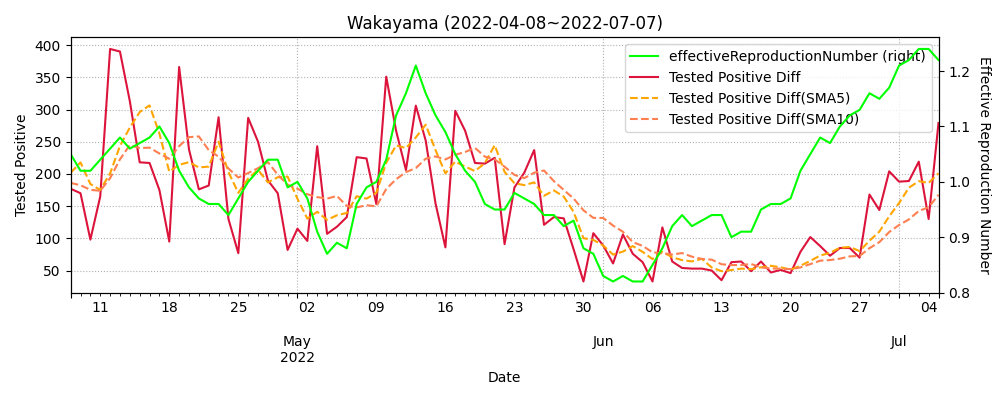 Wakayama (2022-04-08~2022-07-07)
effectiveReproductionNumber (right)
Tested Positive Diff
Tested Positive Diff(SMA5)
Tested Positive Diff(SMA10)
Tested Positive
400
350
300
250
200
150
100
50
1.2
1.1
1.0
0.9
0.8
Effective Reproduction Number
11 18 25 02 09 16 23 30 06 13 20 27 04
May Jun Jul
2022
Date